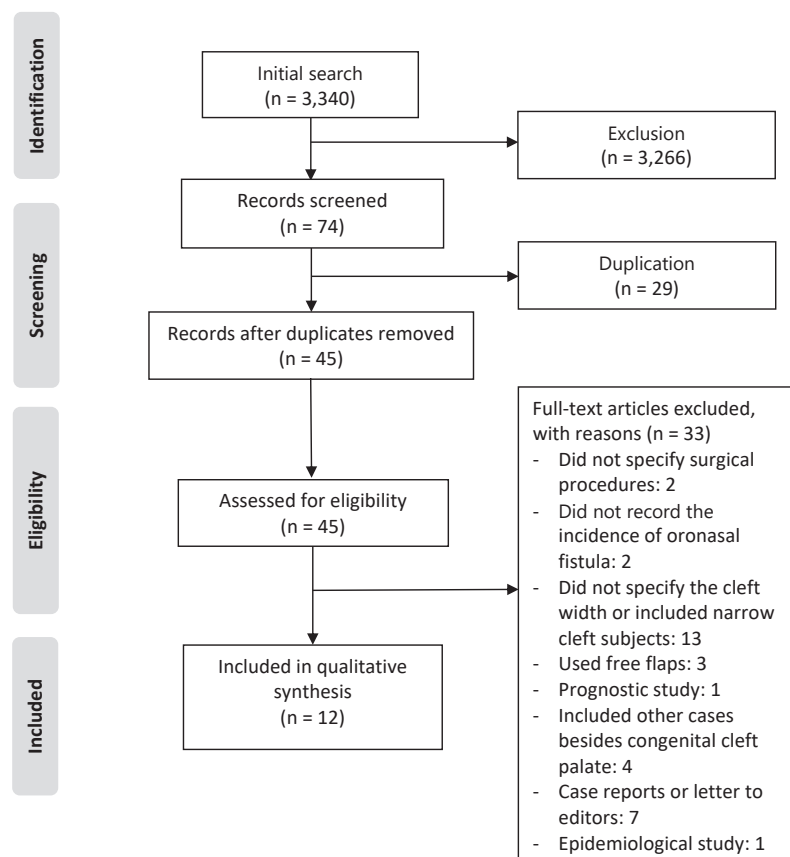 Identification
Initial search
(n = 3,340)
Exclusion
(n = 3,266)
Records screened
(n = 74)
Screening
Duplication
(n = 29)
Records after duplicates removed
(n = 45)
Eligibility
Assessed for eligibility
(n = 45)
Full-text articles excluded,
with reasons (n = 33)
- Did not specify surgical
procedures: 2
- Did not record the
incidence of oronasal
fistula: 2
- Did not specify the cleft
width or included narrow
cleft subjects: 13
- Used free flaps: 3
- Prognostic study: 1
- Included other cases
besides congenital cleft
palate: 4
- Case reports or letter to
editors: 7
- Epidemiological study: 1
Included
Included in qualitative
synthesis
(n = 12)